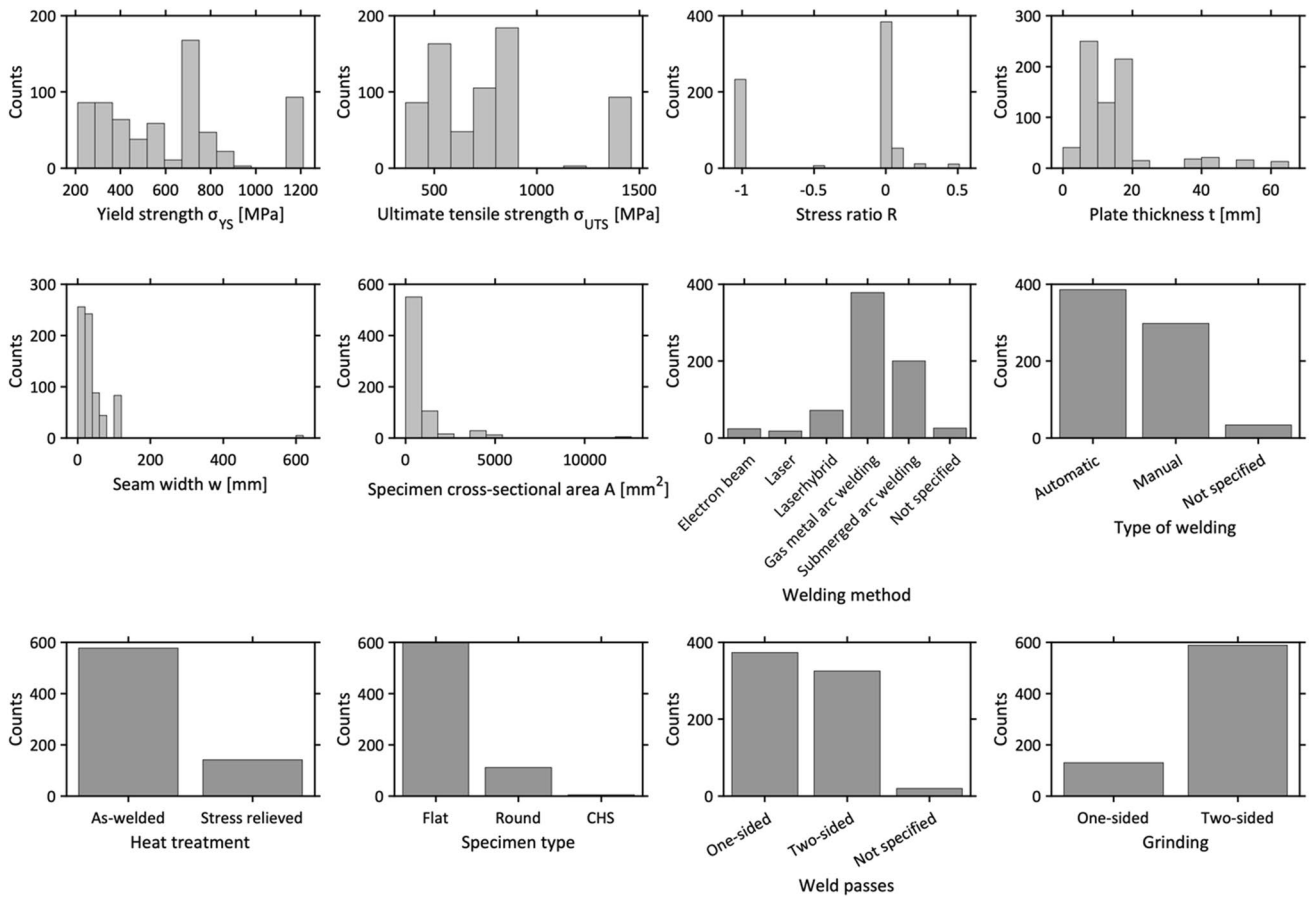 200
100
0
Counts
200 400 600 800 1000 1200
Yield strength σYS [MPa]
200
100
0
Counts
500 1000 1500
Ultimate tensile strength σUTS [MPa]
400
200
0
Counts
-1 -0.5 0 0.5
Stress ratio R
300
200
100
0
Counts
0 20 40 60
Plate thickness t [mm]
300
200
100
0
Counts
0 200 400 600
Seam width w [mm]
600
400
200
0
Counts
0 5000 10000
Specimen cross-sectional area A [mm2]
400
200
0
Counts
Electron beam
Laser
Laserhybrid
Gas metal arc welding
Submerged arc welding
Not specified
Welding method
400
200
0
Counts
Automatic
Manual
Not specified
Type of welding
600
400
200
0
Counts
As-welded Stress relieved
Heat treatment
600
400
200
0
Counts
Flat Round CHS
Specimen type
400
200
0
Counts
One-sided
Two-sided
Not specified
Weld passes
600
400
200
0
Counts
One-sided Two-sided
Grinding